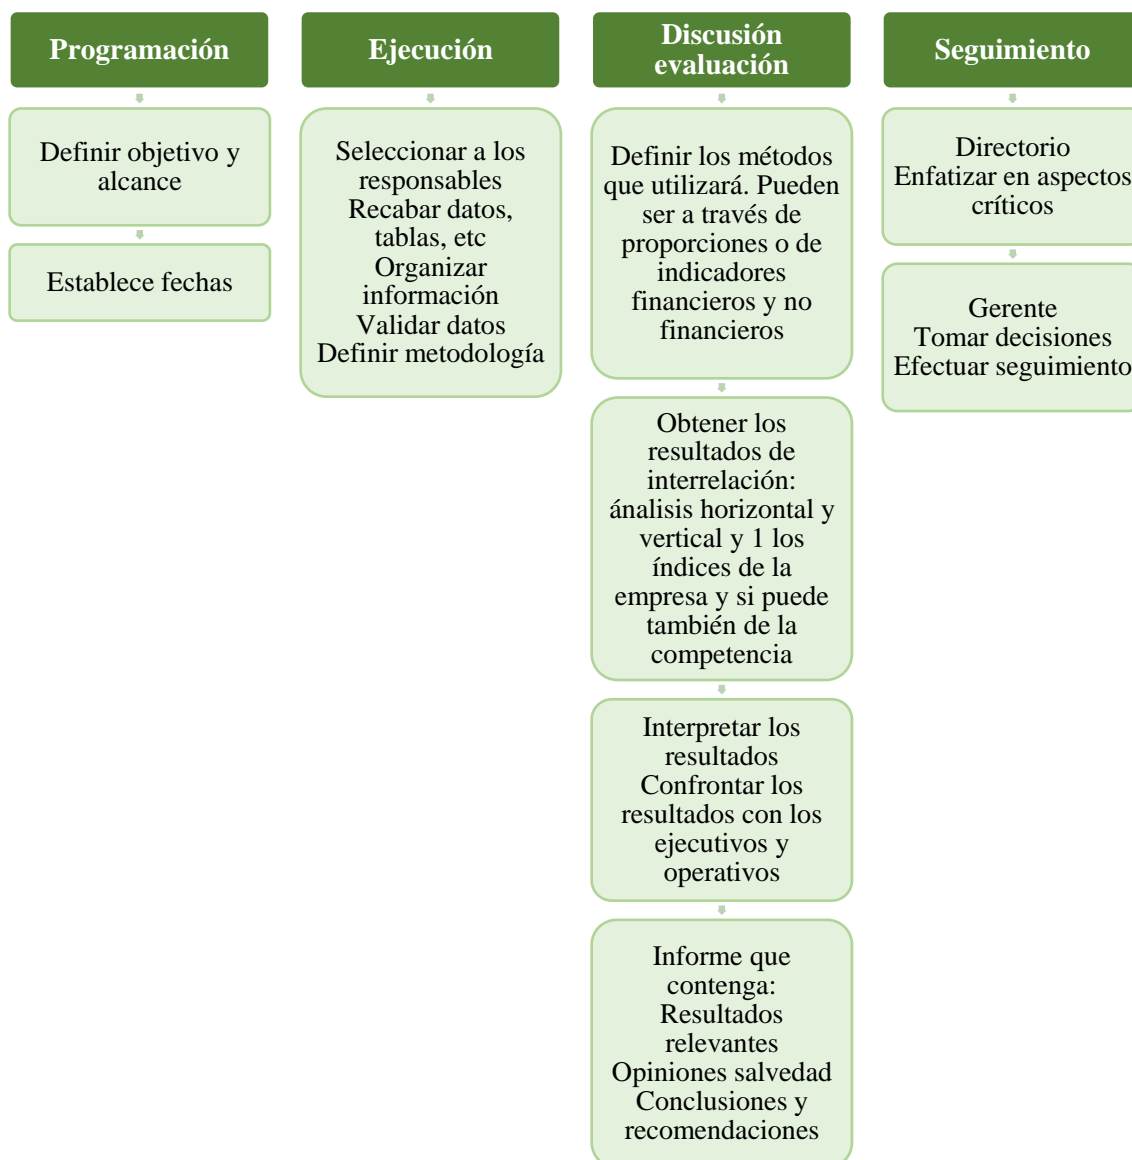 Programación
Definir objetivo y
alcance
Establece fechas
Ejecución
Seleccionar a los
responsables
Recabar datos,
tablas, etc
Organizar
información
Validar datos
Definir metodología
Discusión
evaluación
Definir los métodos
que utilizará. Pueden
ser a través de
proporciones o de
indicadores
financieros y no
financieros
Obtener los
resultados de
interrelación:
ánalisis horizontal y
vertical y 1 los
índices de la
empresa y si puede
también de la
competencia
Interpretar los
resultados
Confrontar los
resultados con los
ejecutivos y
operativos
Informe que
contenga:
Resultados
relevantes
Opiniones salvedad
Conclusiones y
recomendaciones
Seguimiento
Directorio
Enfatizar en aspectos
críticos
Gerente
Tomar decisiones
Efectuar seguimiento